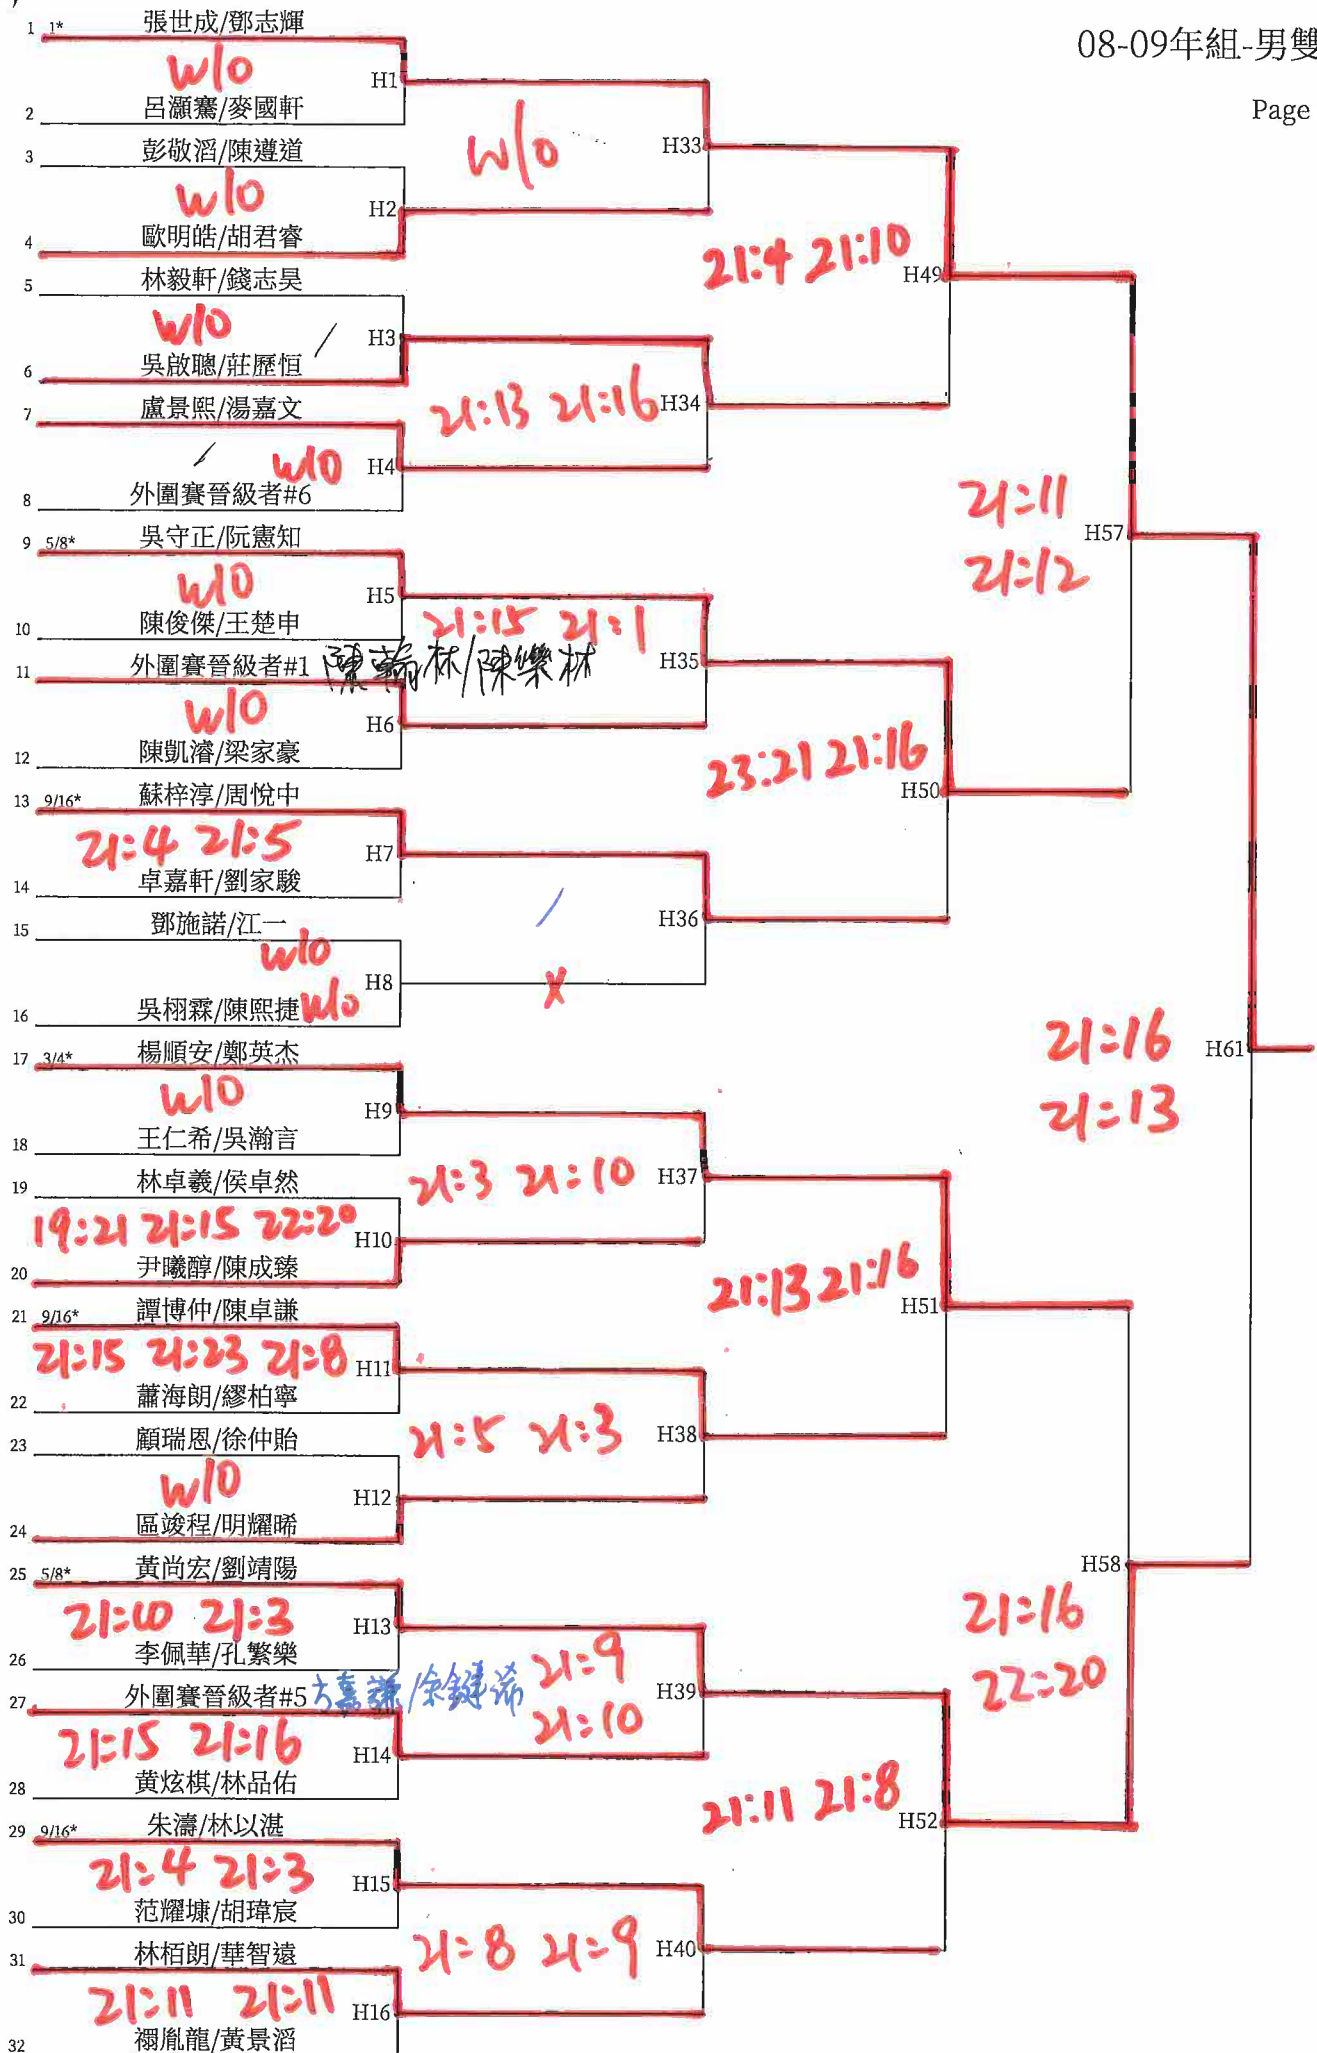 08-09年組-男雙
Page
1 1* 張世成/鄧志輝
w/o
H1
2 呂灝騫/麥國軒
w/o
H33
3 彭敬滔/陳遵道
w/o
H2
4 歐明皓/胡君睿
21:4 21:10
H49
5 林毅軒/錢志昊
w/o
H3
6 吳啟聰/莊歷恒
21:13 21:16
H34
7 盧景熙/湯嘉文
w/o
H4
8 外圍賽晉級者#6
21:11
21:12
H57
9 5/8* 吳守正/阮憲知
w/o
H5
10 陳俊傑/王楚申
21:15 21:1
H35
11 外圍賽晉級者#1
w/o
H6
12 陳凱濬/梁家豪
23:21 21:16
H50
13 9/16* 蘇梓淳/周悅中
21:4 21:5
H7
14 卓嘉軒/劉家駿
H36
15 鄧施諾/江一
w/o
H8
X
16 吳栩霖/陳熙捷 w/o
21:16
21:13
H61
17 3/4* 楊順安/鄭英杰
w/o
H9
18 王仁希/吳瀚言
21:3 21:10
H37
19 林卓羲/侯卓然
19:21 21:15 22:20
H10
20 尹曦醇/陳成臻
21:13 21:16
H51
21 9/16* 譚博仲/陳卓謙
21:15 21:23 21:8
H11
22 蕭海朗/繆柏寧
21:5 21:3
H38
23 顧瑞恩/徐仲貽
w/o
H12
24 區竣程/明耀晞
H58
21:16
22:20
25 5/8* 黃尚宏/劉靖陽
21:10 21:3
H13
26 李佩華/孔繁樂
21:9
21:10
H39
27 外圍賽晉級者#5
21:15 21:16
H14
28 黃炫棋/林品佑
21:11 21:8
H52
29 9/16* 朱濤/林以湛
21:4 21:3
H15
30 范耀墉/胡瑋宸
21:8 21:9
H40
31 林栢朗/華智遠
21:11 21:11
H16
32 禤胤龍/黃景滔